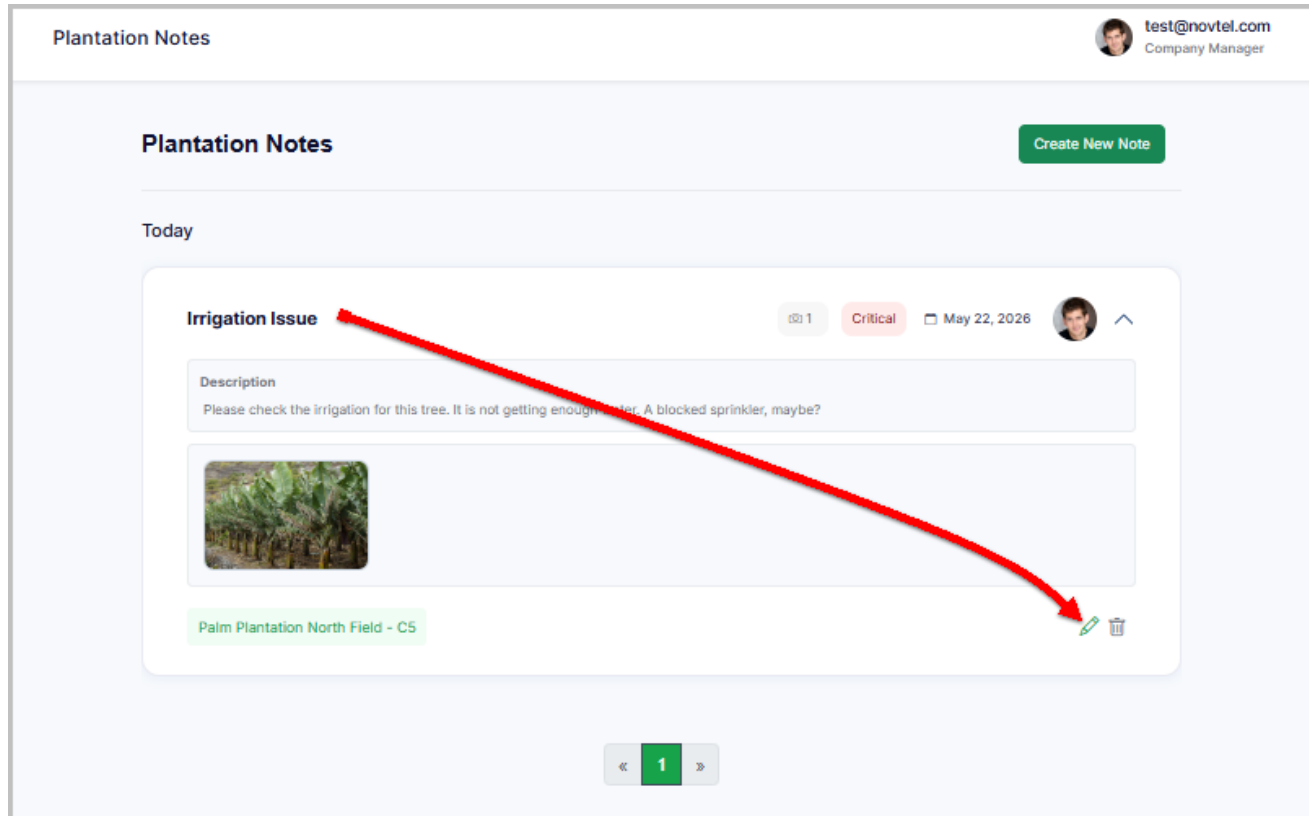 Plantation Notes
test@novtel.com
Company Manager
Plantation Notes
Create New Note
Today
Irrigation Issue
1
Critical
May 22, 2026
Description
Please check the irrigation for this tree. It is not getting enough water. A blocked sprinkler, maybe?
Palm Plantation North Field - C5
« 1 »